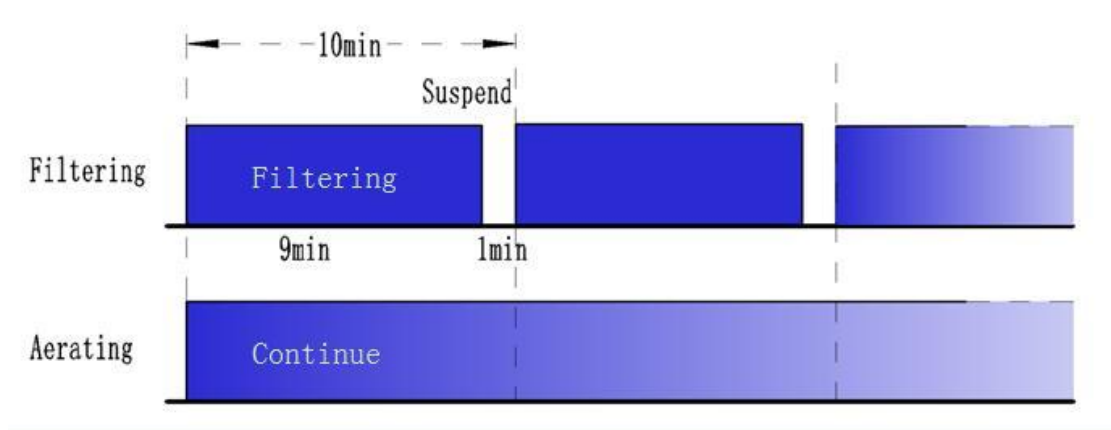 10min
Suspend
Filtering
Filtering
9min
1min
Aerating
Continue